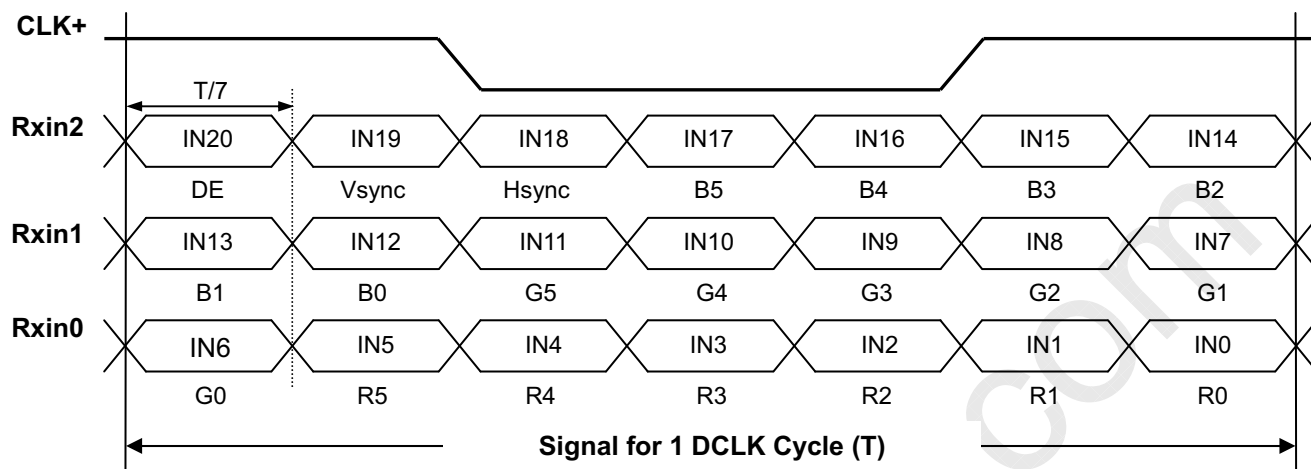 CLK+
T/7
Rxin2 IN20 IN19 IN18 IN17 IN16 IN15 IN14
DE Vsync Hsync B5 B4 B3 B2
Rxin1 IN13 IN12 IN11 IN10 IN9 IN8 IN7
B1 B0 G5 G4 G3 G2 G1
Rxin0 IN6 IN5 IN4 IN3 IN2 IN1 IN0
G0 R5 R4 R3 R2 R1 R0
Signal for 1 DCLK Cycle (T)
com